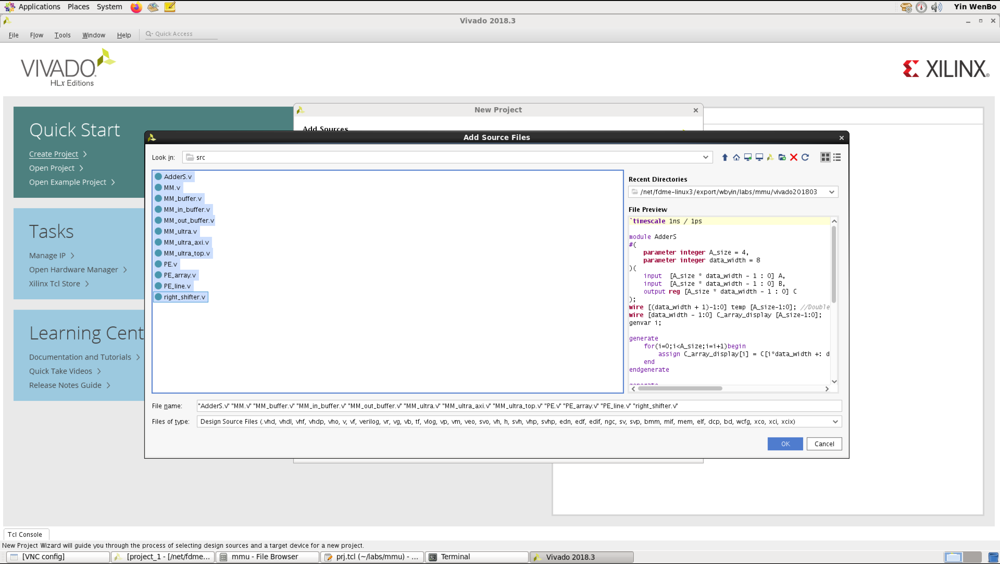 Applications Places System
Yin WenBo
Vivado 2018.3
File Flow Tools Window Help Quick Access
VIVADO
HLx Editions
XILINX
Quick Start
Create Project
Open Project
Open Example Project
Tasks
Manage IP
Open Hardware Manager
Xilinx Tcl Store
Learning Cent
Documentation and Tutorials
Quick Take Videos
Release Notes Guide
New Project
Add Sources
Add Source Files
Look in: src
AdderS.v
MM.v
MM_buffer.v
MM_in_buffer.v
MM_out_buffer.v
MM_ultra.v
MM_ultra_axi.v
MM_ultra_top.v
PE.v
PE_array.v
PE_line.v
right_shifter.v
Recent Directories
/net/fdme-linux3/export/wbyin/labs/mmu/vivado201803
File Preview
`timescale 1ns / 1ps
module AdderS
#(
parameter integer A_size = 4,
parameter integer data_width = 8
)(
input [A_size * data_width - 1 : 0] A,
input [A_size * data_width - 1 : 0] B,
output reg [A_size * data_width - 1 : 0] C
);
wire [(data_width + 1)-1:0] temp [A_size-1:0]; //Double
wire [data_width - 1:0] C_array_display [A_size-1:0];
genvar i;
generate
for(i=0;i<A_size;i=i+1)begin
assign C_array_display[i] = C[i*data_width +: d
end
endgenerate
generate
File name: "AdderS.v" "MM.v" "MM_buffer.v" "MM_in_buffer.v" "MM_out_buffer.v" "MM_ultra.v" "MM_ultra_axi.v" "MM_ultra_top.v" "PE.v" "PE_array.v" "PE_line.v" "right_shifter.v"
Files of type: Design Source Files (.vhd, vhdl, vhf, vhdp, vho, v, vf, verilog, vr, vg, vb, tf, vlog, vp, vm, veo, svo, vh, h, svh, vhp, svhp, edn, edf, edif, ngc, sv, svp, bmm, mif, mem, elf, dcp, bd, wcfg, xco, xci, xcix)
OK Cancel
Tcl Console
New Project Wizard will guide you through the process of selecting design sources and a target device for a new project.
[VNC config] [project_1 - [/net/fdme... mmu - File Browser prj.tcl (~/labs/mmu) - ... Terminal Vivado 2018.3